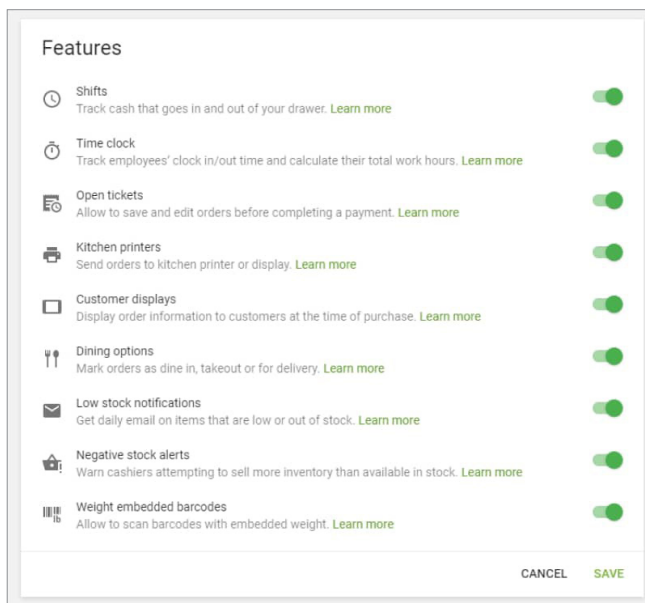 Features
Shifts
Track cash that goes in and out of your drawer. Learn more
Time clock
Track employees' clock in/out time and calculate their total work hours. Learn more
Open tickets
Allow to save and edit orders before completing a payment. Learn more
Kitchen printers
Send orders to kitchen printer or display. Learn more
Customer displays
Display order information to customers at the time of purchase. Learn more
Dining options
Mark orders as dine in, takeout or for delivery. Learn more
Low stock notifications
Get daily email on items that are low or out of stock. Learn more
Negative stock alerts
Warn cashiers attempting to sell more inventory than available in stock. Learn more
Weight embedded barcodes
lb
Allow to scan barcodes with embedded weight. Learn more
CANCEL SAVE